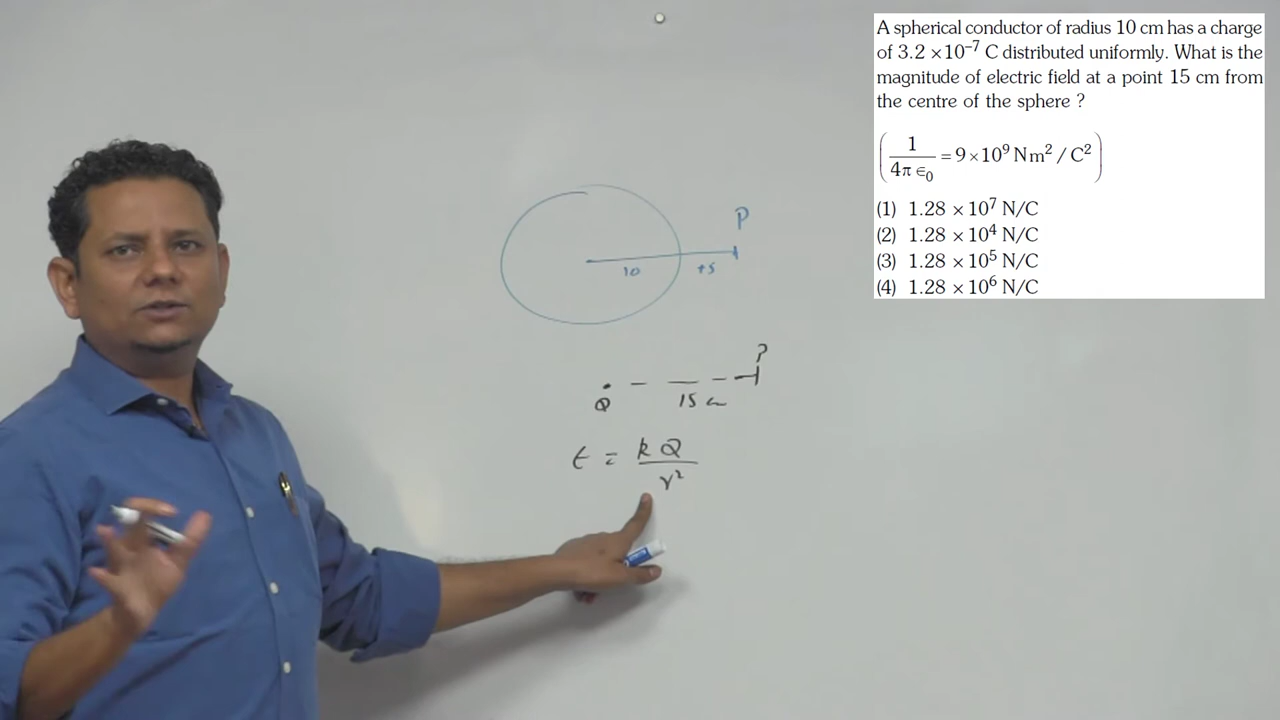 A spherical conductor of radius 10 cm has a charge
of 3.2 ×10⁻⁷ C distributed uniformly. What is the
magnitude of electric field at a point 15 cm from
the centre of the sphere ?
(1/4π ∈₀ = 9 ×10⁹ Nm² / C²)
(1) 1.28 × 10⁷ N/C
(2) 1.28 × 10⁴ N/C
(3) 1.28 × 10⁵ N/C
(4) 1.28 × 10⁶ N/C
P
10 +5
?
Q 15 cm
E = kQ/r²